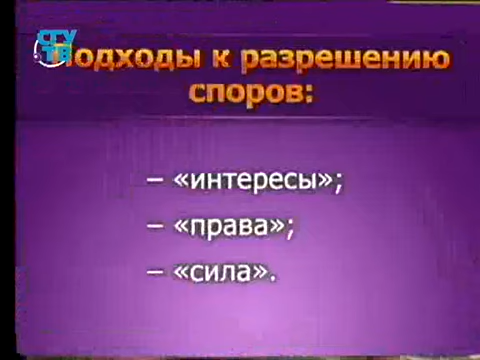 СГУ
ТВ
Подходы к разрешению
споров:
– «интересы»;
– «права»;
– «сила».